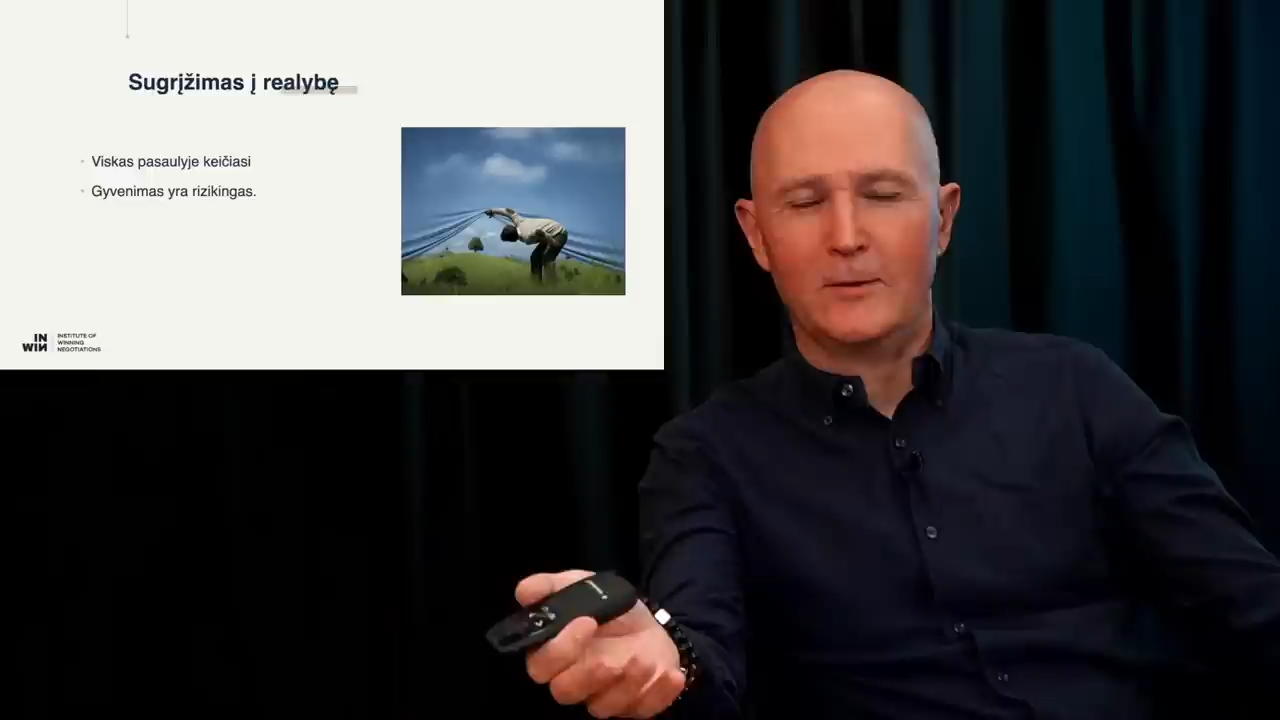 Sugrįžimas į realybę
Viskas pasaulyje keičiasi
Gyvenimas yra rizikingas.
IN
WIN
INSTITUTE OF
WINNING
NEGOTIATIONS